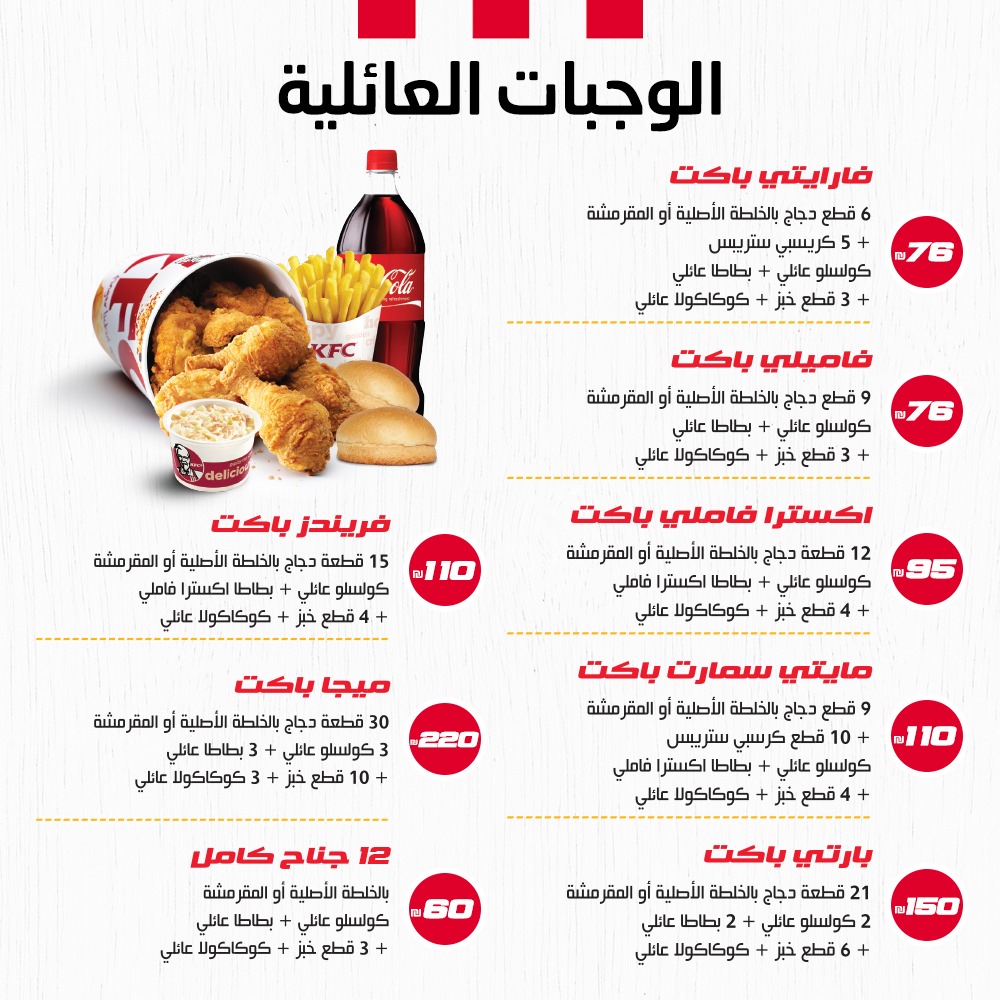 الوجبات العائلية
فارايتي باكت
6 قطع دجاج بالخلطة الأصلية أو المقرمشة
+ 5 كريسبي ستريبس
كولسلو عائلي + بطاطا عائلي
+ 3 قطع خبز + كوكاكولا عائلي
76₪
فاميلي باكت
9 قطع دجاج بالخلطة الأصلية أو المقرمشة
كولسلو عائلي + بطاطا عائلي
+ 3 قطع خبز + كوكاكولا عائلي
76₪
اكسترا فاملي باكت
12 قطعة دجاج بالخلطة الأصلية أو المقرمشة
كولسلو عائلي + بطاطا اكسترا فاملي
+ 4 قطع خبز + كوكاكولا عائلي
95₪
مايتي سمارت باكت
9 قطع دجاج بالخلطة الأصلية أو المقرمشة
+ 10 قطع كرسبي ستريبس
كولسلو عائلي + بطاطا اكسترا فاملي
+ 4 قطع خبز + كوكاكولا عائلي
110₪
بارتي باكت
21 قطعة دجاج بالخلطة الأصلية أو المقرمشة
2 كولسلو عائلي + 2 بطاطا عائلي
+ 6 قطع خبز + كوكاكولا عائلي
150₪
فريندز باكت
15 قطعة دجاج بالخلطة الأصلية أو المقرمشة
كولسلو عائلي + بطاطا اكسترا فاملي
+ 4 قطع خبز + كوكاكولا عائلي
110₪
ميجا باكت
30 قطعة دجاج بالخلطة الأصلية أو المقرمشة
3 كولسلو عائلي + 3 بطاطا عائلي
+ 10 قطع خبز + 3 كوكاكولا عائلي
220₪
12 جناح كامل
بالخلطة الأصلية أو المقرمشة
كولسلو عائلي + بطاطا عائلي
+ 3 قطع خبز + كوكاكولا عائلي
60₪
KFC
Cola